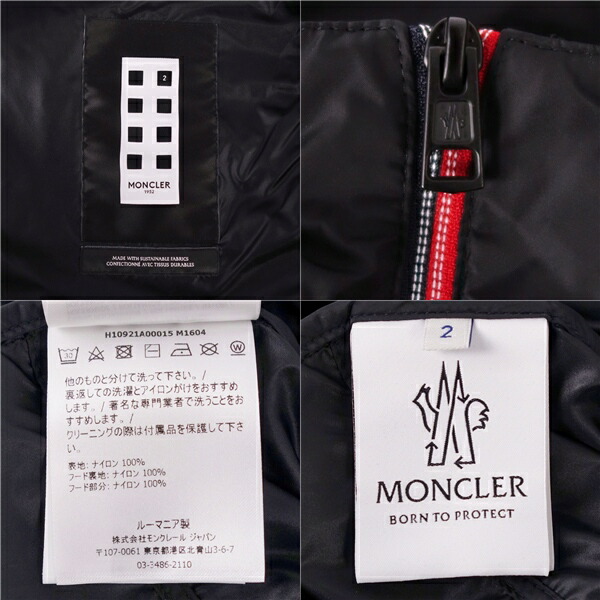 2
MONCLER
1952
MADE WITH SUSTAINABLE FABRICS
CONFECTIONNÉ AVEC TISSUS DURABLES
H10921A00015 M1604
他のものと分けて洗って下さい。/
裏返しての洗濯とアイロンがけをおすすめ
します。/ 著名な専門業者で洗うことをおす
すめします。/
クリーニングの際は付属品を保護して下さ
い。
表地: ナイロン 100%
フード裏地: ナイロン 100%
フード部分: ナイロン 100%
ルーマニア製
株式会社モンクレール ジャパン
〒107-0061 東京都港区北青山3-6-7
03-3486-2110
2
MONCLER
BORN TO PROTECT